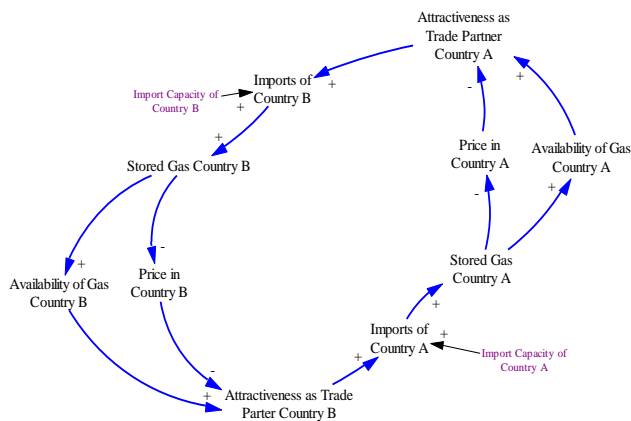 Attractiveness as
Trade Partner
Country A
+
Imports of
Country B
Import Capacity of
Country B
+
+
Stored Gas Country B
-
+
Price in
Country A
Availability of Gas
Country A
-
+
+
-
Availability of Gas
Country B
Price in
Country B
Stored Gas
Country A
+
Imports of
Country A
+
+
Import Capacity of
Country A
-
+
Attractiveness as Trade
Parter Country B